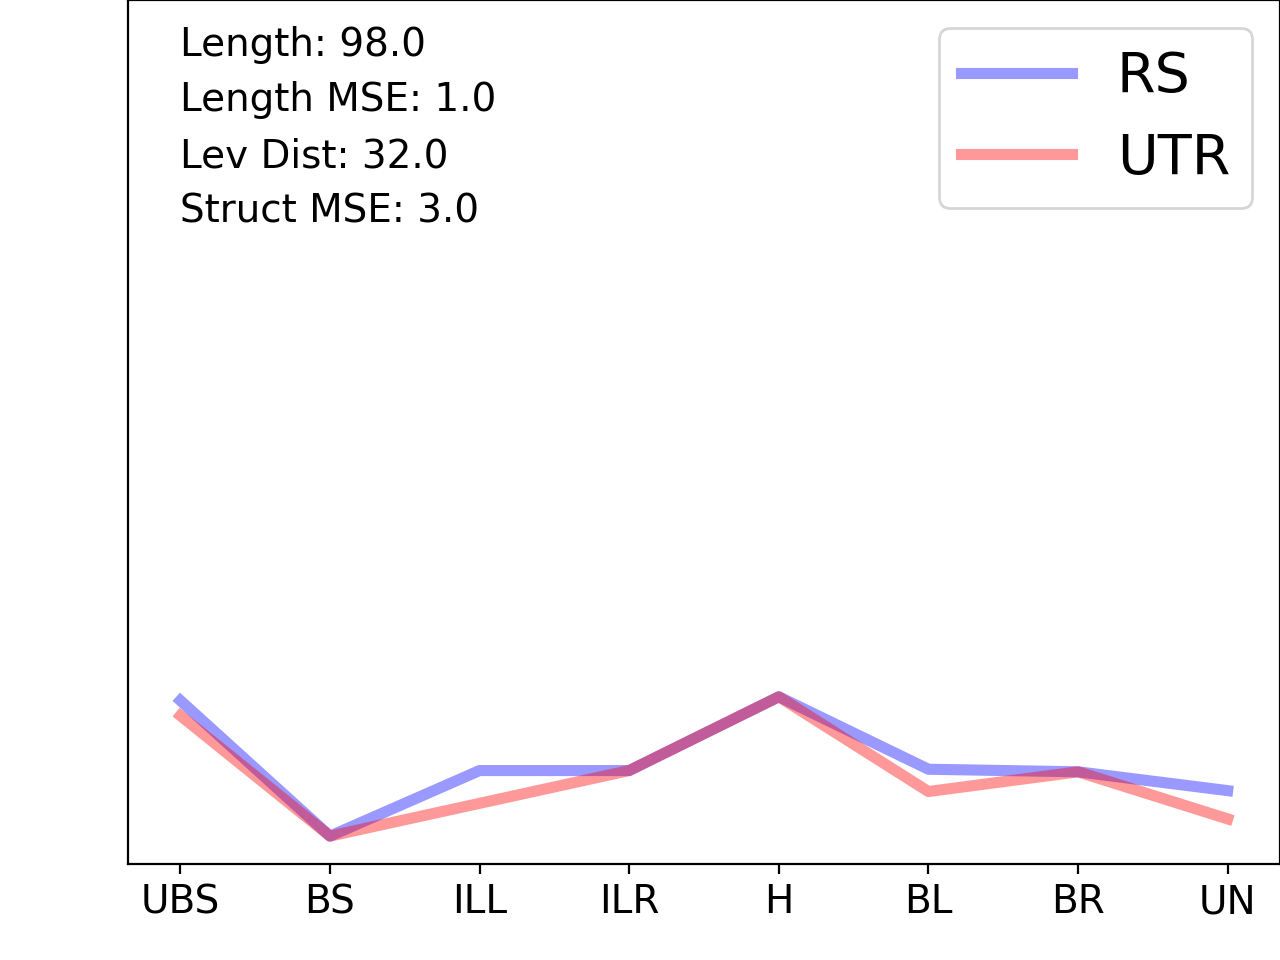 Length: 98.0
Length MSE: 1.0
Lev Dist: 32.0
Struct MSE: 3.0
RS
UTR
UBS BS ILL ILR H BL BR UN